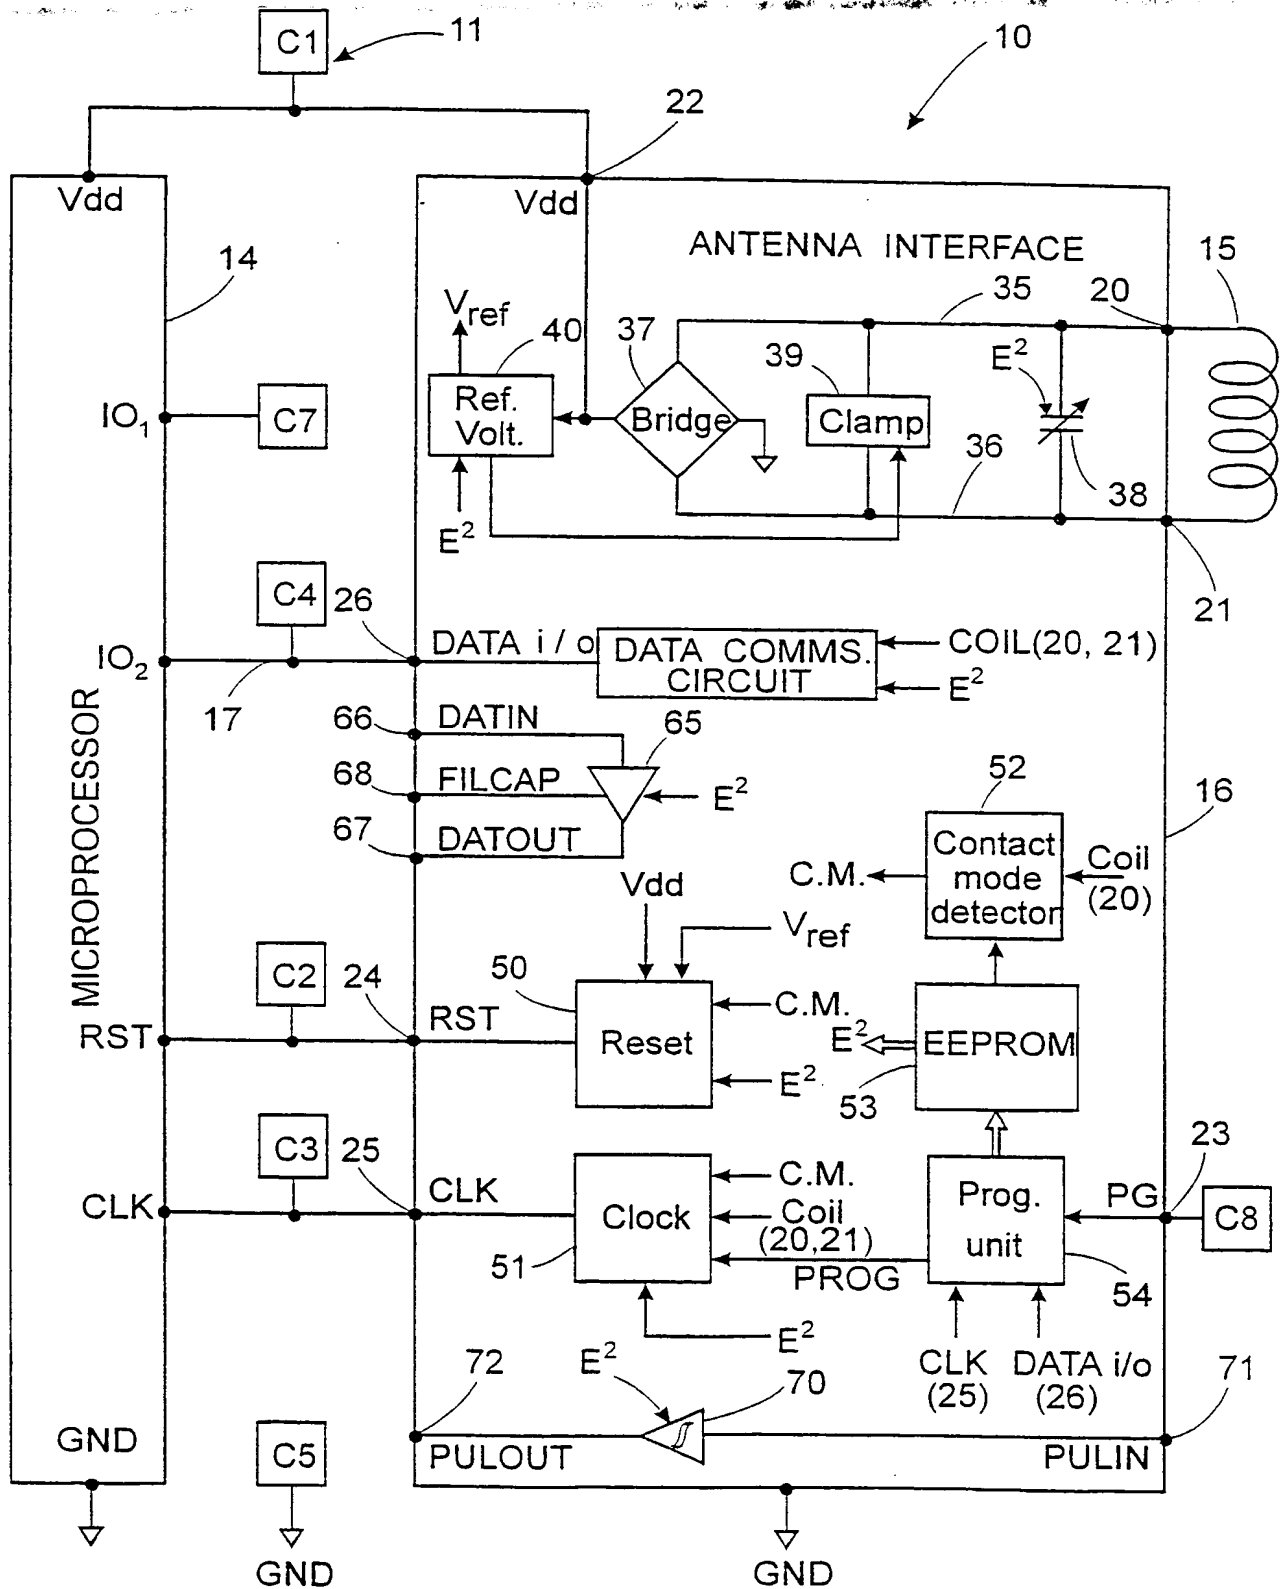 C1
11
10
22
Vdd
Vdd
14
ANTENNA INTERFACE
15
20
35
Vref
40
37
39
E²
Ref.
Volt.
Bridge
Clamp
IO1
C7
36
38
E²
21
C4
26
DATA i / o
DATA COMMS.
CIRCUIT
COIL(20, 21)
E²
IO2
17
66
DATIN
65
68
FILCAP
E²
67
DATOUT
52
16
Contact
mode
detector
C.M.
Coil
(20)
MICROPROCESSOR
Vdd
Vref
C2
24
50
RST
RST
Reset
C.M.
E²
E²
EEPROM
53
C3
25
23
CLK
CLK
Clock
51
C.M.
Coil
(20,21)
PROG
E²
Prog.
unit
PG
C8
54
CLK
(25)
DATA i/o
(26)
72
E²
70
71
GND
C5
PULOUT
PULIN
GND
GND